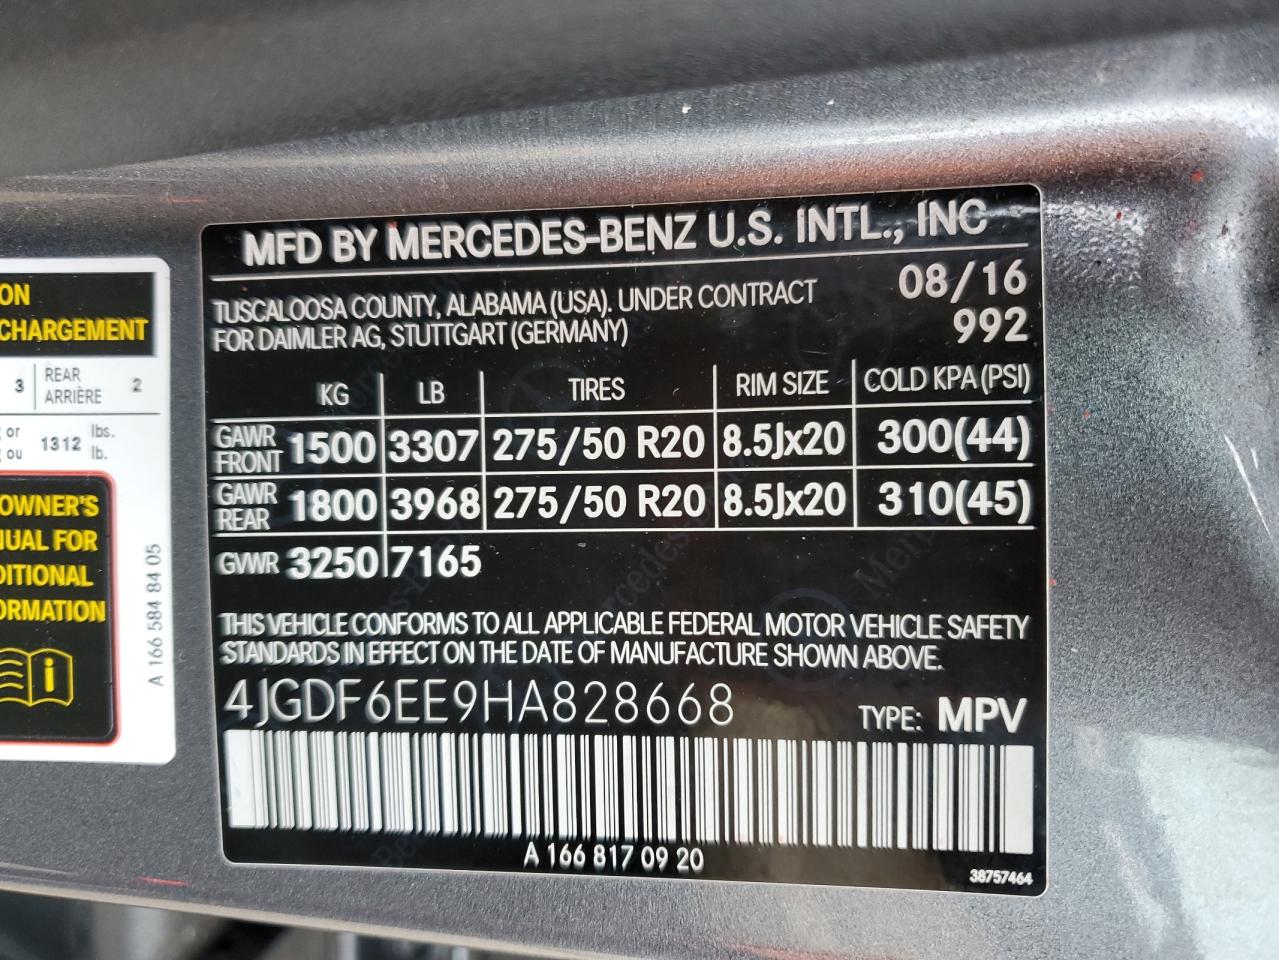 ON
CHARGEMENT
3 REAR ARRIÈRE 2
or ou 1312 lbs. lb.
OWNER'S
FOR
A 166 584 84 05
MFD BY MERCEDES-BENZ U.S. INTL., INC
TUSCALOOSA COUNTY, ALABAMA (USA). UNDER CONTRACT 08/16
FOR DAIMLER AG, STUTTGART (GERMANY) 992
KG LB TIRES RIM SIZE COLD KPA (PSI)
GAWR FRONT 1500 3307 275/50 R20 8.5Jx20 300(44)
GAWR REAR 1800 3968 275/50 R20 8.5Jx20 310(45)
GWR 3250 7165
THIS VEHICLE CONFORMS TO ALL APPLICABLE FEDERAL MOTOR VEHICLE SAFETY
STANDARDS IN EFFECT ON THE DATE OF MANUFACTURE SHOWN ABOVE.
4JGDF6EE9HA828668 TYPE: MPV
A 166 817 09 20
38757464